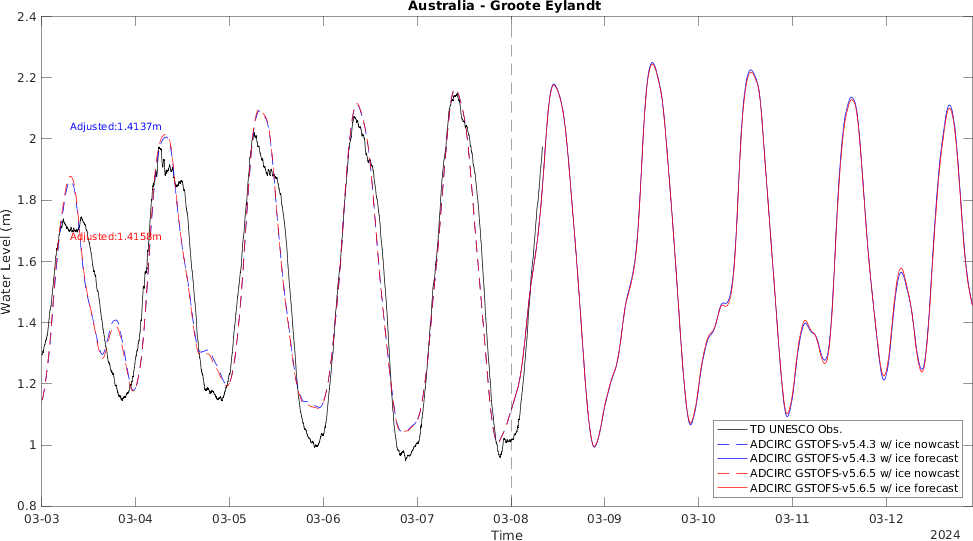 Australia - Groote Eylandt
2.4
2.2
2
1.8
1.6
1.4
1.2
1
0.8
Water Level (m)
Adjusted:1.4137m
Adjusted:1.4158m
TD UNESCO Obs.
ADCIRC GSTOFS-v5.4.3 w/ ice nowcast
ADCIRC GSTOFS-v5.4.3 w/ ice forecast
ADCIRC GSTOFS-v5.6.5 w/ ice nowcast
ADCIRC GSTOFS-v5.6.5 w/ ice forecast
03-03 03-04 03-05 03-06 03-07 03-08 03-09 03-10 03-11 03-12
Time
2024